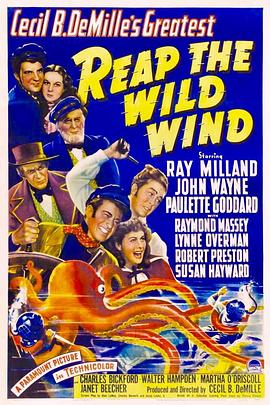 Cecil B. DeMille's Greatest
REAP THE
WILD
WIND
Starring
RAY MILLAND
JOHN WAYNE
PAULETTE GODDARD
with
RAYMOND MASSEY
LYNNE OVERMAN
ROBERT PRESTON
SUSAN HAYWARD
A PARAMOUNT PICTURE
in TECHNICOLOR
CHARLES BICKFORD · WALTER HAMPDEN · MARTHA O'DRISCOLL
JANET BEECHER
Produced and Directed by CECIL B. DeMILLE